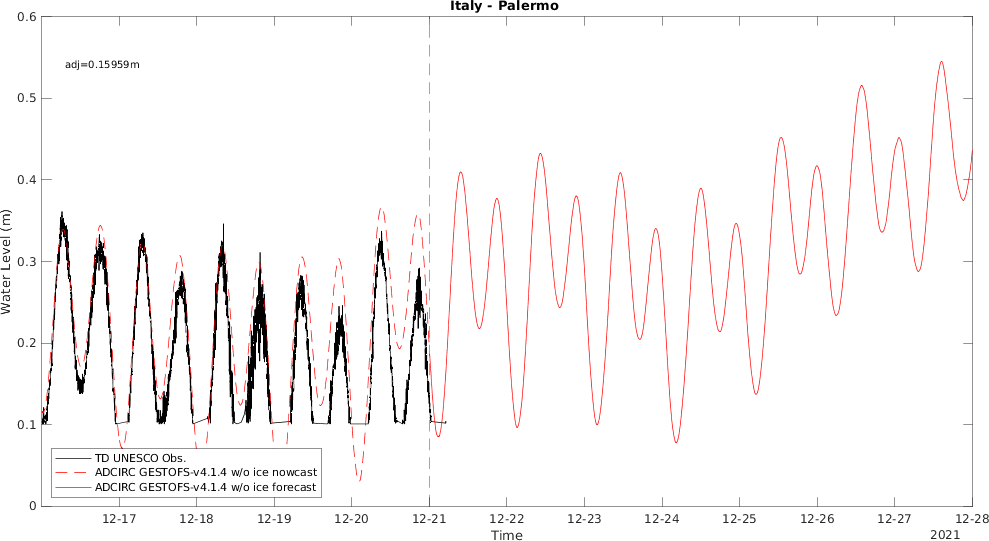 Italy - Palermo
adj=0.15959m
Water Level (m)
0.6
0.5
0.4
0.3
0.2
0.1
0
TD UNESCO Obs.
ADCIRC GESTOFS-v4.1.4 w/o ice nowcast
ADCIRC GESTOFS-v4.1.4 w/o ice forecast
12-17 12-18 12-19 12-20 12-21 12-22 12-23 12-24 12-25 12-26 12-27 12-28
Time
2021